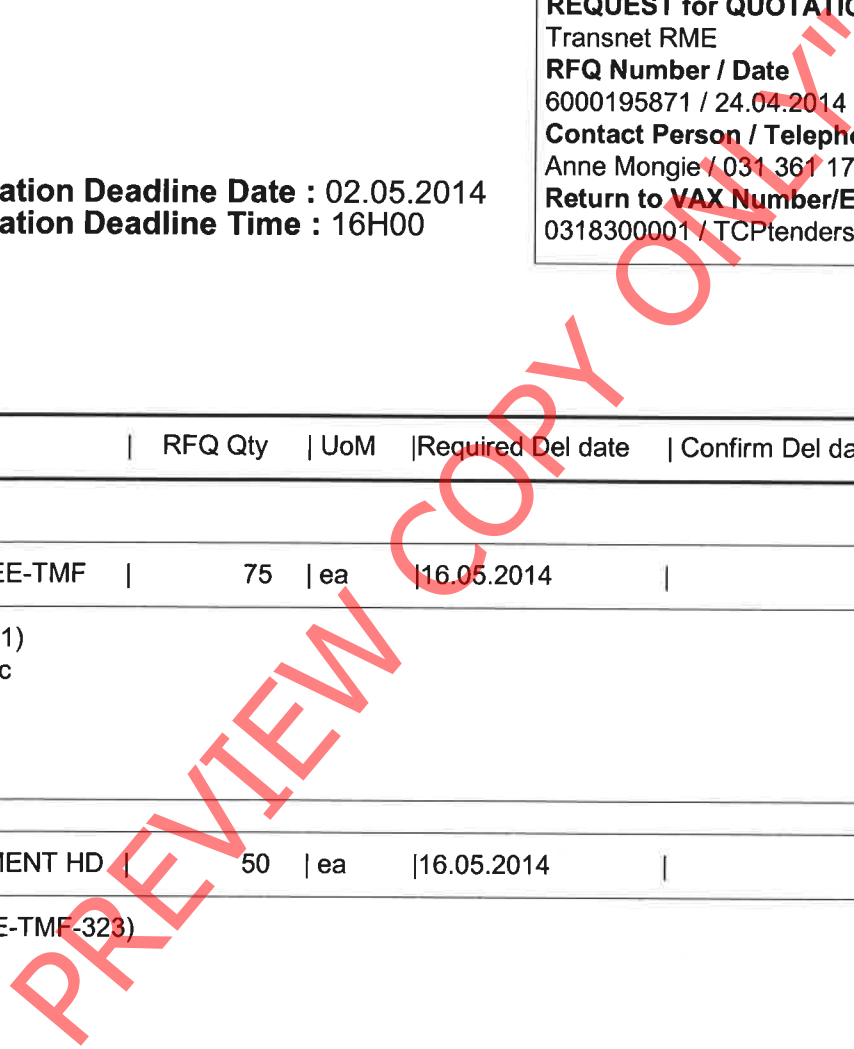 REQUEST for QUOTATIO
Transnet RME
RFQ Number / Date
6000195871 / 24.04.2014
Contact Person / Telepho
Anne Mongie / 031 361 17
Return to VAX Number/E
0318300001 / TCPtenders
ation Deadline Date : 02.05.2014
ation Deadline Time : 16H00
| RFQ Qty | UoM |Required Del date | Confirm Del da
EE-TMF | 75 | ea |16.05.2014 |
1)
c
MENT HD | 50 | ea |16.05.2014 |
E-TMF-323)
PREVIEW COPY ONLY"